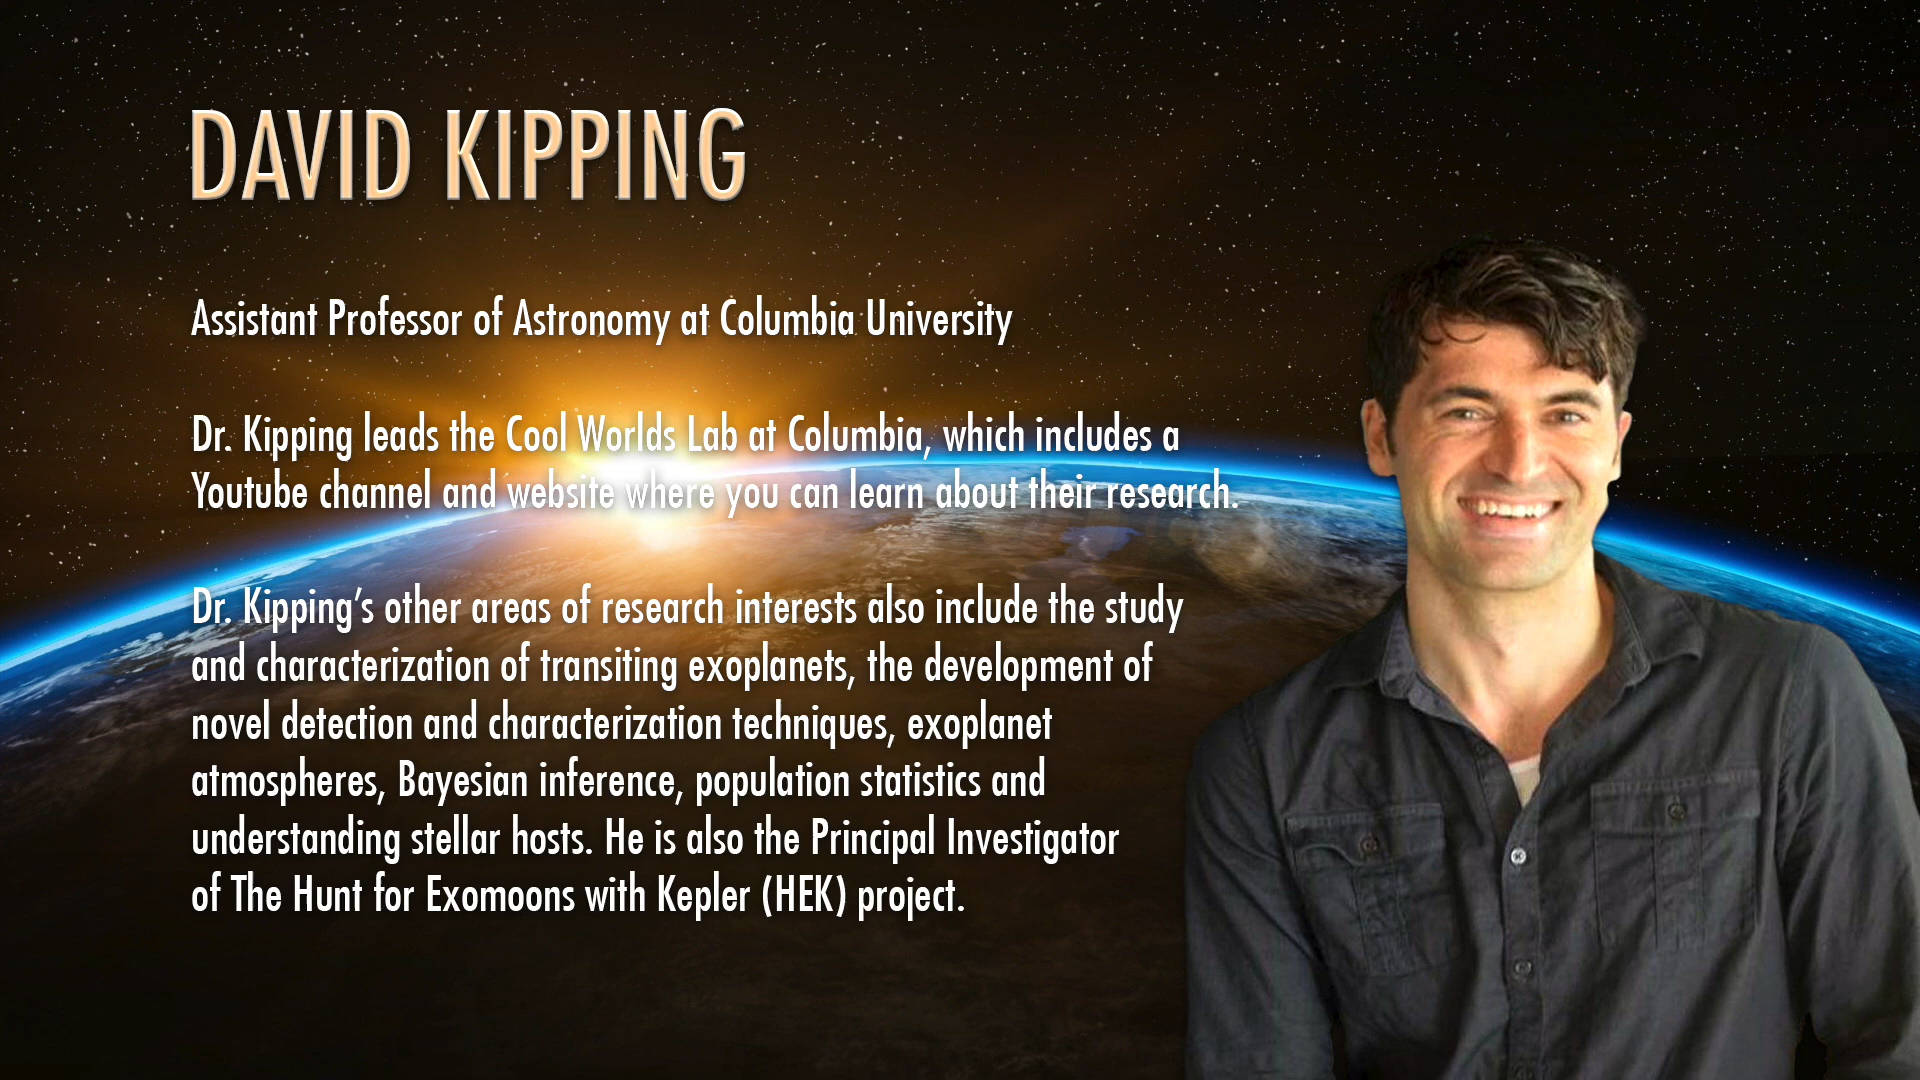 DAVID KIPPING
Assistant Professor of Astronomy at Columbia University
Dr. Kipping leads the Cool Worlds Lab at Columbia, which includes a
Youtube channel and website where you can learn about their research.
Dr. Kipping’s other areas of research interests also include the study
and characterization of transiting exoplanets, the development of
novel detection and characterization techniques, exoplanet
atmospheres, Bayesian inference, population statistics and
understanding stellar hosts. He is also the Principal Investigator
of The Hunt for Exomoons with Kepler (HEK) project.